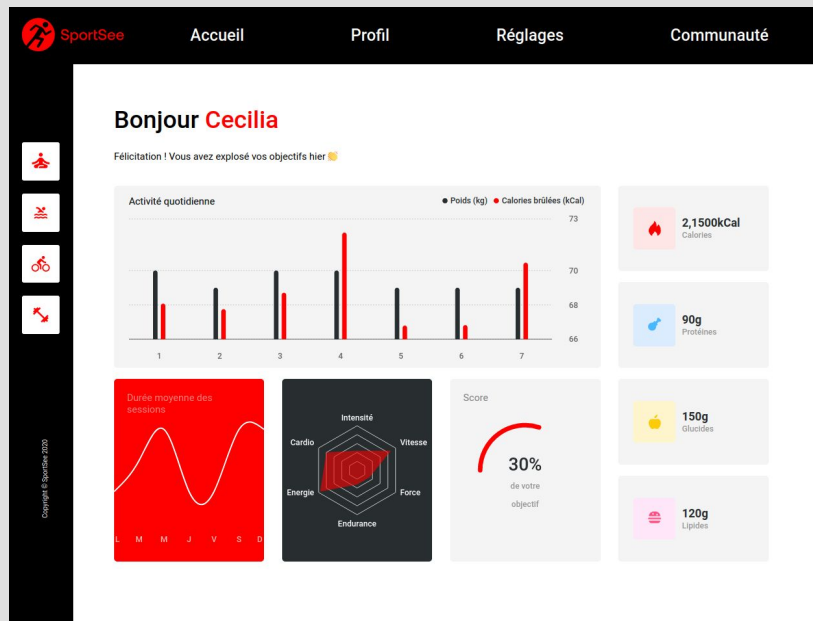 SportSee
Accueil
Profil
Réglages
Communauté
Bonjour Cecilia
Félicitation ! Vous avez explosé vos objectifs hier 👏
Activité quotidienne
Poids (kg) Calories brûlées (kCal)
73
70
68
66
1 2 3 4 5 6 7
2,1500kCal
Calories
90g
Protéines
150g
Glucides
120g
Lipides
Durée moyenne des
sessions
L M M J V S D
Intensité
Cardio Vitesse
Energie Force
Endurance
Score
30%
de votre
objectif
Copyright © SportSee 2020